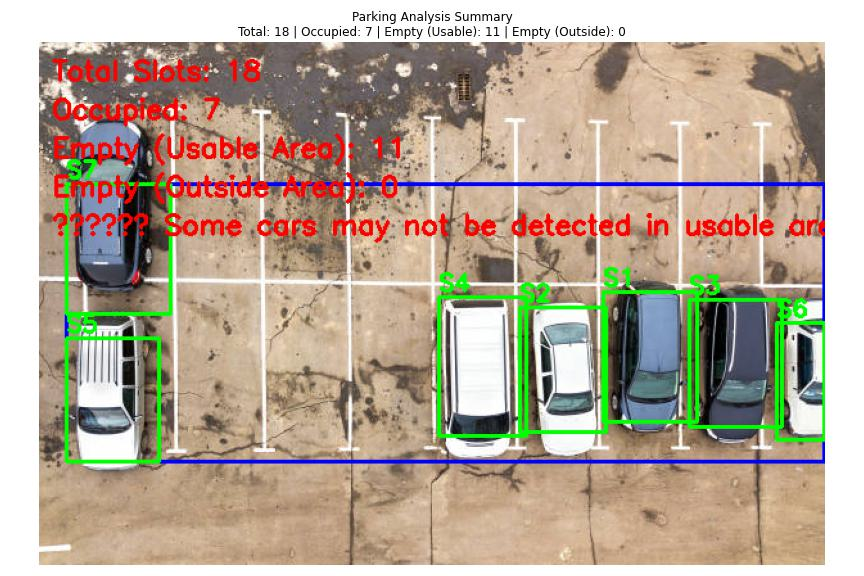 Parking Analysis Summary
Total: 18 | Occupied: 7 | Empty (Usable): 11 | Empty (Outside): 0
Total Slots: 18
Occupied: 7
Empty (Usable Area): 11
S7
Empty (Outside Area): 0
?????? Some cars may not be detected in usable are
S4
S2
S1
S3
S6
S5